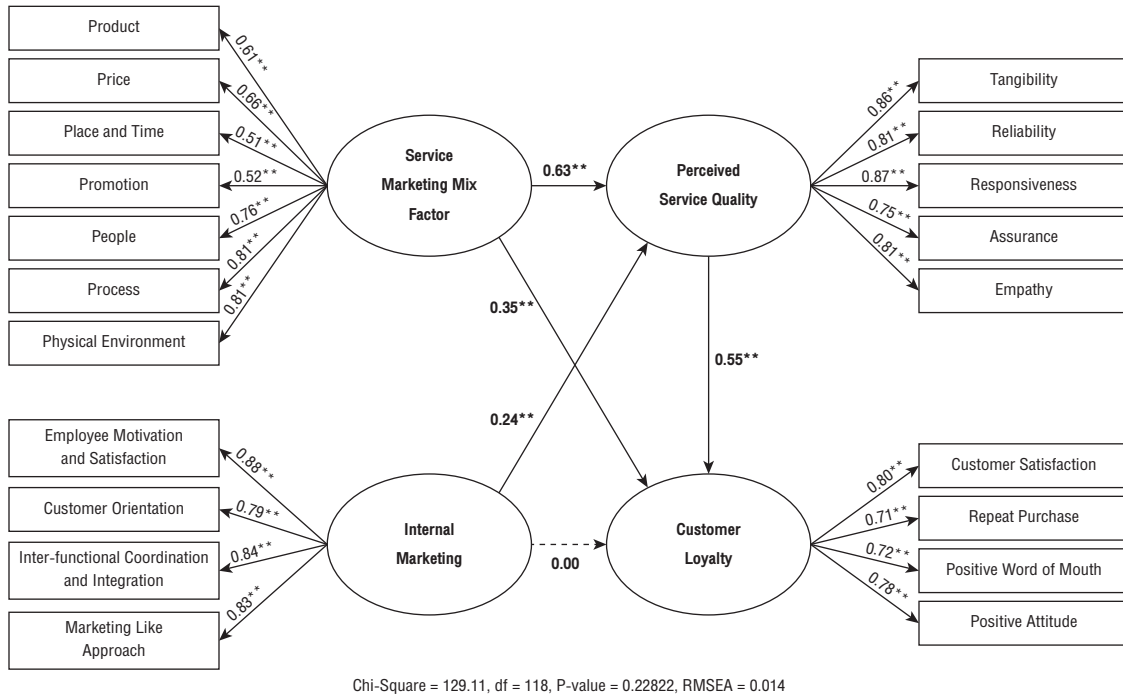 Product
Price
Place and Time
Promotion
People
Process
Physical Environment
0.61**
0.66**
0.51**
0.52**
0.76**
0.81**
0.81**
Service
Marketing Mix
Factor
0.63**
Perceived
Service Quality
0.86**
0.81**
0.87**
0.75**
0.81**
Tangibility
Reliability
Responsiveness
Assurance
Empathy
0.35**
0.24**
0.55**
Employee Motivation
and Satisfaction
Customer Orientation
Inter-functional Coordination
and Integration
Marketing Like
Approach
0.88**
0.79**
0.84**
0.83**
Internal
Marketing
0.00
Customer
Loyalty
0.80**
0.71**
0.72**
0.78**
Customer Satisfaction
Repeat Purchase
Positive Word of Mouth
Positive Attitude
Chi-Square = 129.11, df = 118, P-value = 0.22822, RMSEA = 0.014